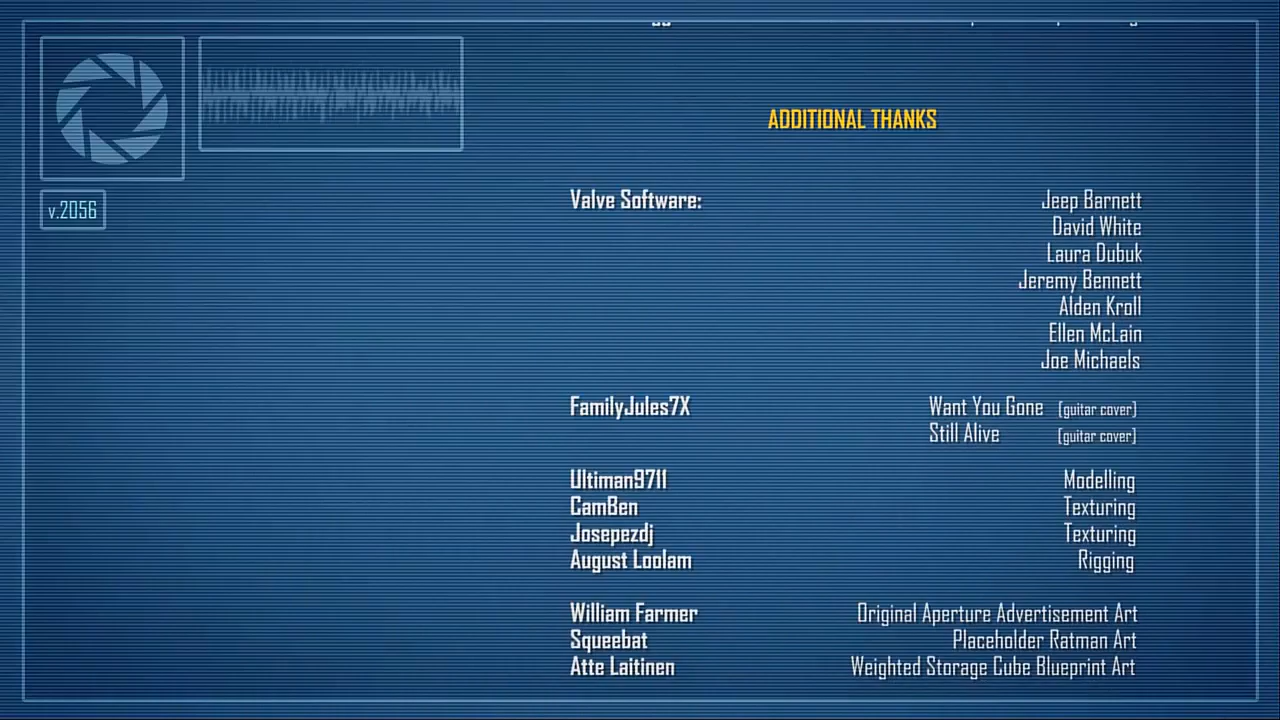 v.2056
ADDITIONAL THANKS
Valve Software: Jeep Barnett
David White
Laura Dubuk
Jeremy Bennett
Alden Kroll
Ellen McLain
Joe Michaels
FamilyJules7X Want You Gone [guitar cover]
Still Alive [guitar cover]
Ultiman9711 Modelling
CamBen Texturing
Josepezdj Texturing
August Loolam Rigging
William Farmer Original Aperture Advertisement Art
Squeebat Placeholder Ratman Art
Atte Laitinen Weighted Storage Cube Blueprint Art